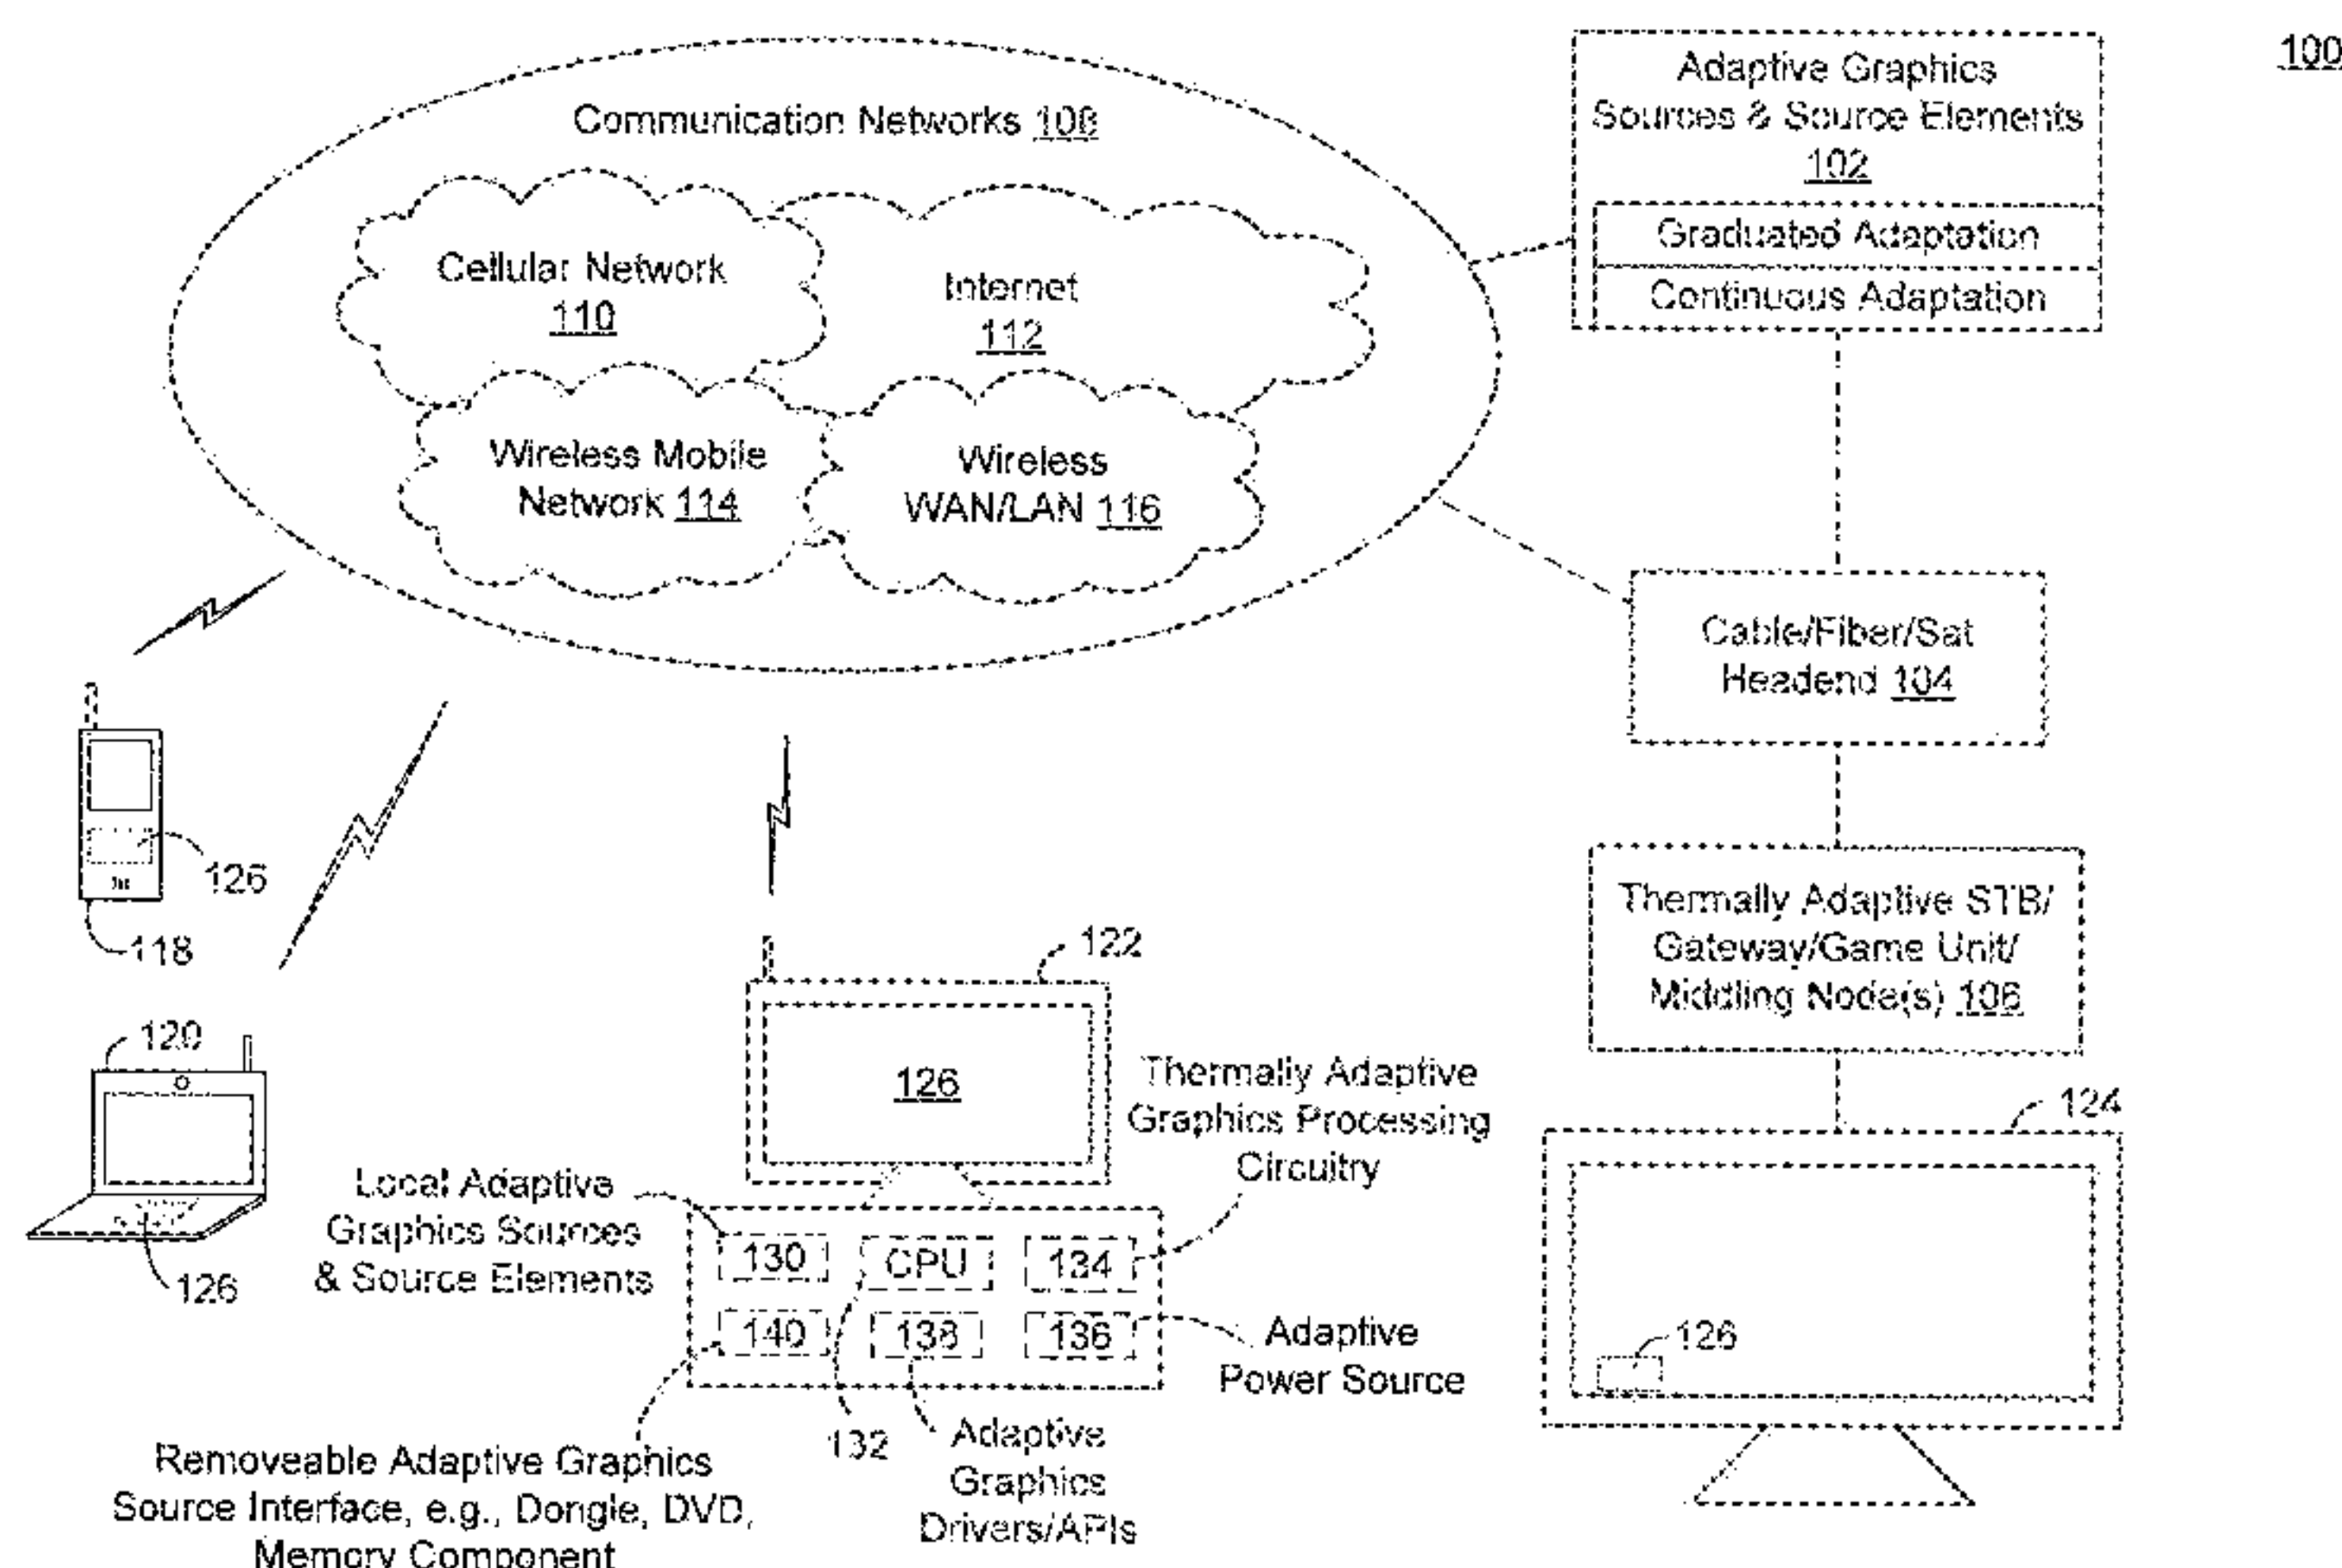 100
Communication Networks 108
Cellular Network
110
Internet
112
Wireless Mobile
Network 114
Wireless
WAN/LAN 116
Adaptive Graphics
Sources & Source Elements
102
Graduated Adaptation
Continuous Adaptation
Cable/Fiber/Sat
Headend 104
Thermally Adaptive STB/
Gateway/Game Unit/
Middling Node(s) 106
124
126
126
118
120
126
122
126
Thermally Adaptive
Graphics Processing
Circuitry
Local Adaptive
Graphics Sources
& Source Elements
130
CPU
134
140
138
136
Adaptive
Power Source
132
Adaptive
Graphics
Drivers/APIs
Removeable Adaptive Graphics
Source Interface, e.g., Dongle, DVD,
Memory Component